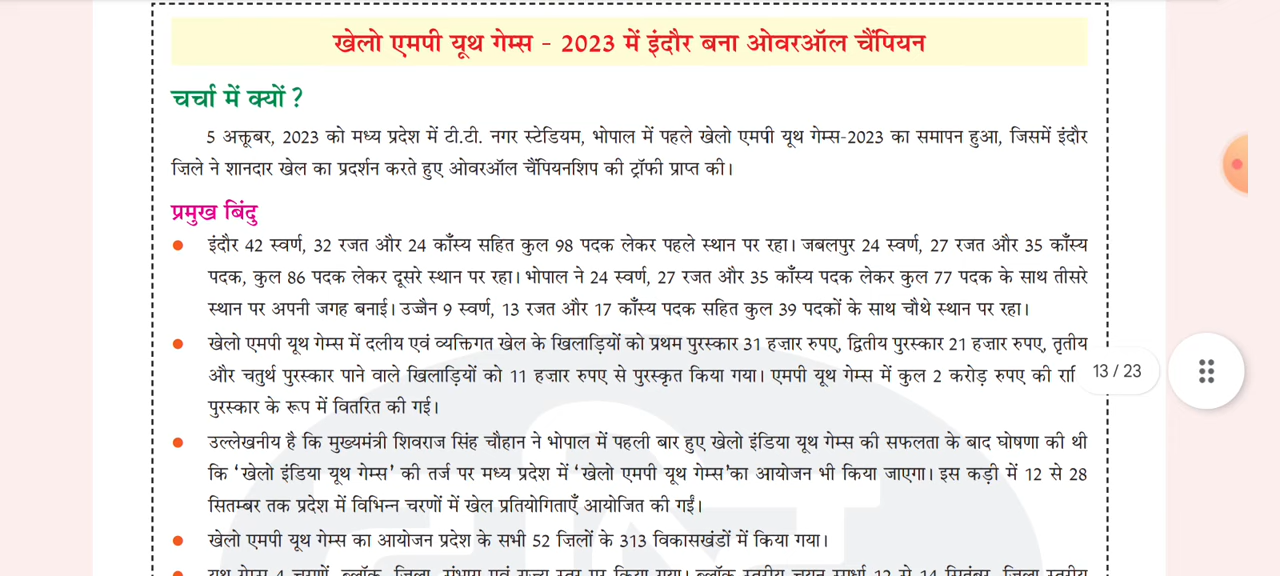 खेलो एमपी यूथ गेम्स - 2023 में इंदौर बना ओवरऑल चैंपियन
चर्चा में क्यों ?
5 अक्तूबर, 2023 को मध्य प्रदेश में टी.टी. नगर स्टेडियम, भोपाल में पहले खेलो एमपी यूथ गेम्स-2023 का समापन हुआ, जिसमें इंदौर
जिले ने शानदार खेल का प्रदर्शन करते हुए ओवरऑल चैंपियनशिप की ट्रॉफी प्राप्त की।
प्रमुख बिंदु
● इंदौर 42 स्वर्ण, 32 रजत और 24 काँस्य सहित कुल 98 पदक लेकर पहले स्थान पर रहा। जबलपुर 24 स्वर्ण, 27 रजत और 35 काँस्य
पदक, कुल 86 पदक लेकर दूसरे स्थान पर रहा। भोपाल ने 24 स्वर्ण, 27 रजत और 35 काँस्य पदक लेकर कुल 77 पदक के साथ तीसरे
स्थान पर अपनी जगह बनाई। उज्जैन 9 स्वर्ण, 13 रजत और 17 काँस्य पदक सहित कुल 39 पदकों के साथ चौथे स्थान पर रहा।
● खेलो एमपी यूथ गेम्स में दलीय एवं व्यक्तिगत खेल के खिलाड़ियों को प्रथम पुरस्कार 31 हज़ार रुपए, द्वितीय पुरस्कार 21 हज़ार रुपए, तृतीय
और चतुर्थ पुरस्कार पाने वाले खिलाड़ियों को 11 हज़ार रुपए से पुरस्कृत किया गया। एमपी यूथ गेम्स में कुल 2 करोड़ रुपए की
13 / 23
पुरस्कार के रूप में वितरित की गई।
● उल्लेखनीय है कि मुख्यमंत्री शिवराज सिंह चौहान ने भोपाल में पहली बार हुए खेलो इंडिया यूथ गेम्स की सफलता के बाद घोषणा की थी
कि ‘खेलो इंडिया यूथ गेम्स’ की तर्ज पर मध्य प्रदेश में ‘खेलो एमपी यूथ गेम्स’का आयोजन भी किया जाएगा। इस कड़ी में 12 से 28
सितम्बर तक प्रदेश में विभिन्न चरणों में खेल प्रतियोगिताएँ आयोजित की गईं।
● खेलो एमपी यूथ गेम्स का आयोजन प्रदेश के सभी 52 जिलों के 313 विकासखंडों में किया गया।